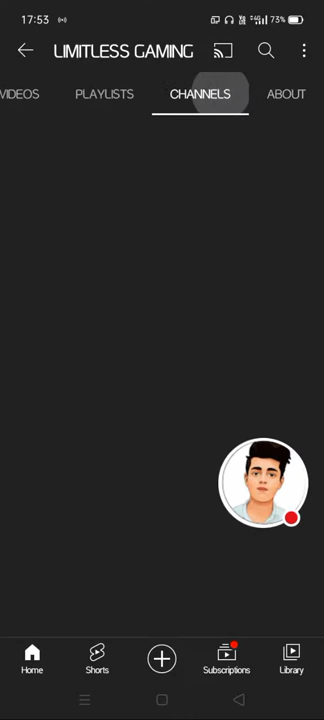 17:53 73%
LIMITLESS GAMING
VIDEOS PLAYLISTS CHANNELS ABOUT
Home Shorts Subscriptions Library